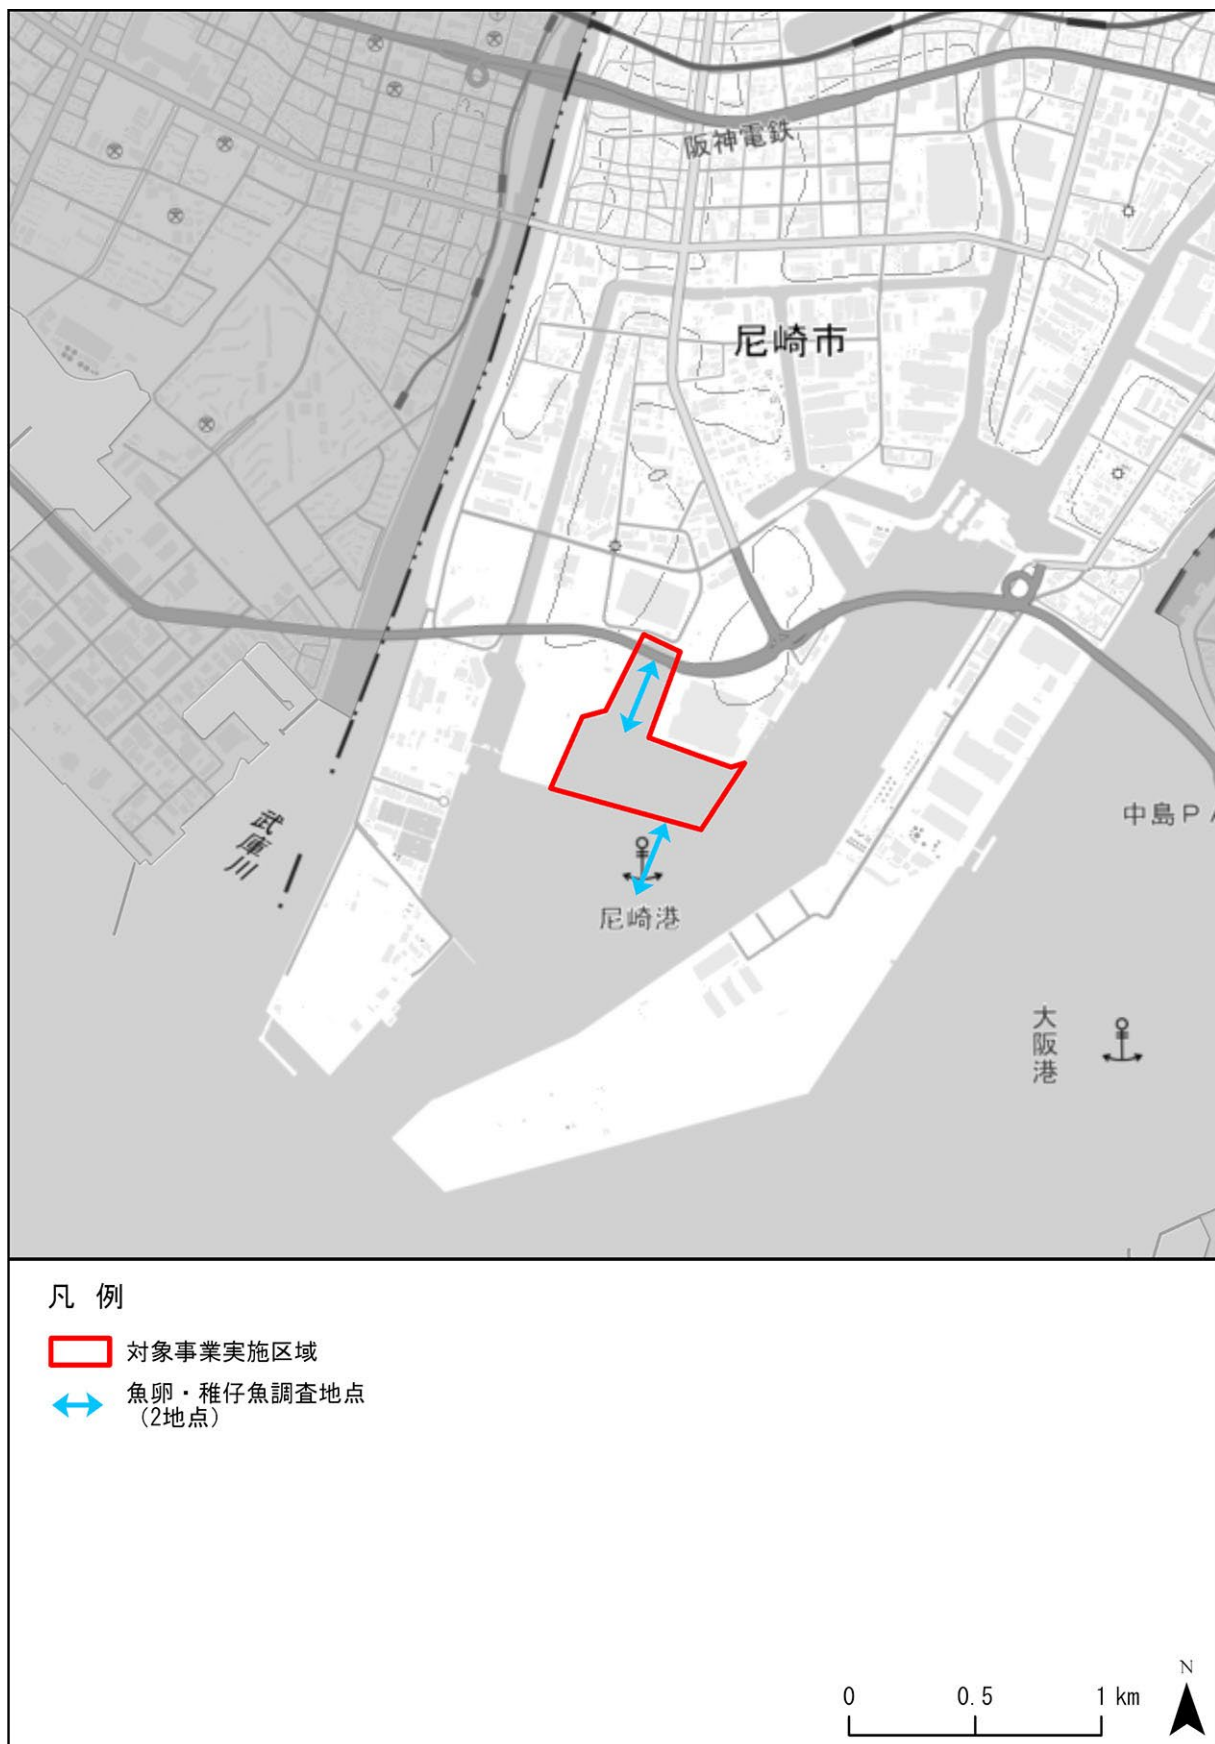 阪神電鉄
尼崎市
武庫川
尼崎港
中島P
大阪港
凡 例
対象事業実施区域
魚卵・稚仔魚調査地点
(2地点)
0 0.5 1 km
N